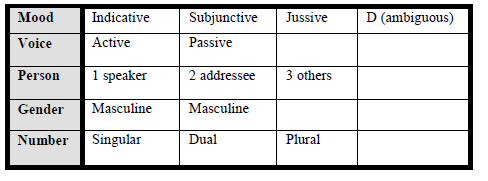 Mood Indicative Subjunctive Jussive D (ambiguous)
Voice Active Passive
Person 1 speaker 2 addressee 3 others
Gender Masculine Masculine
Number Singular Dual Plural